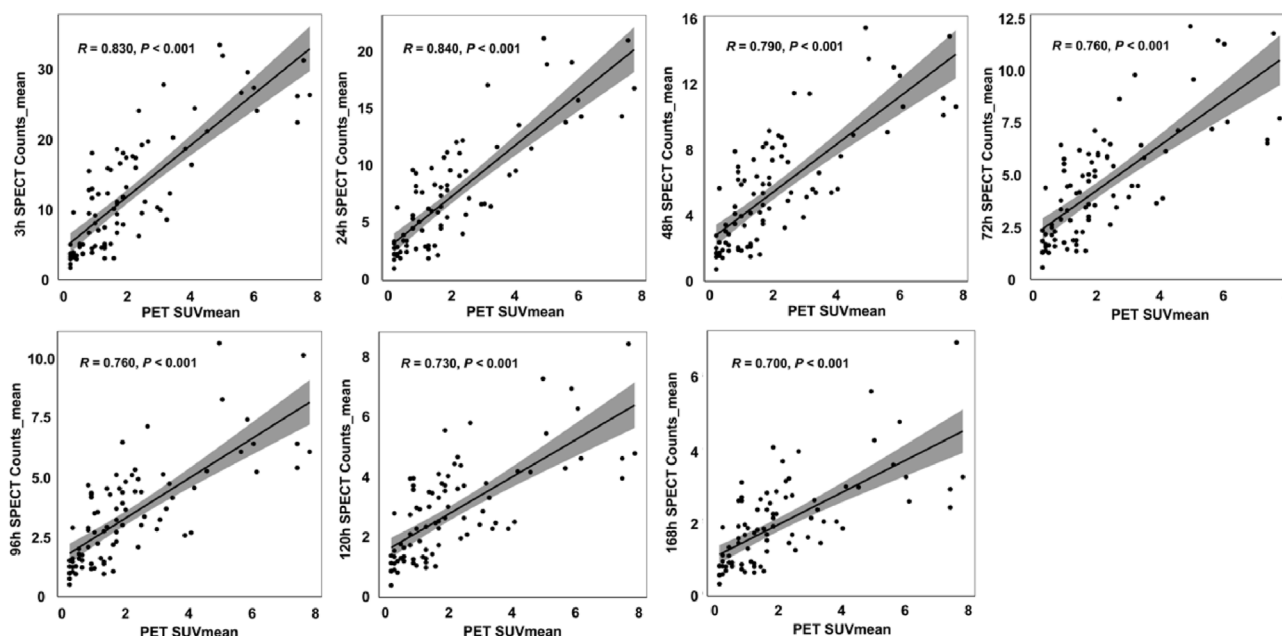 R = 0.830, P < 0.001
3h SPECT Counts_mean
30
20
10
0
0 2 4 6 8
PET SUVmean
R = 0.840, P < 0.001
24h SPECT Counts_mean
20
15
10
5
0
0 2 4 6 8
PET SUVmean
R = 0.790, P < 0.001
48h SPECT Counts_mean
16
12
8
4
0
0 2 4 6 8
PET SUVmean
R = 0.760, P < 0.001
72h SPECT Counts_mean
12.5
10.0
7.5
5.0
2.5
0
0 2 4 6 8
PET SUVmean
R = 0.760, P < 0.001
96h SPECT Counts_mean
10.0
7.5
5.0
2.5
0
0 2 4 6 8
PET SUVmean
R = 0.730, P < 0.001
120h SPECT Counts_mean
8
6
4
2
0
0 2 4 6 8
PET SUVmean
R = 0.700, P < 0.001
168h SPECT Counts_mean
6
4
2
0
0 2 4 6 8
PET SUVmean